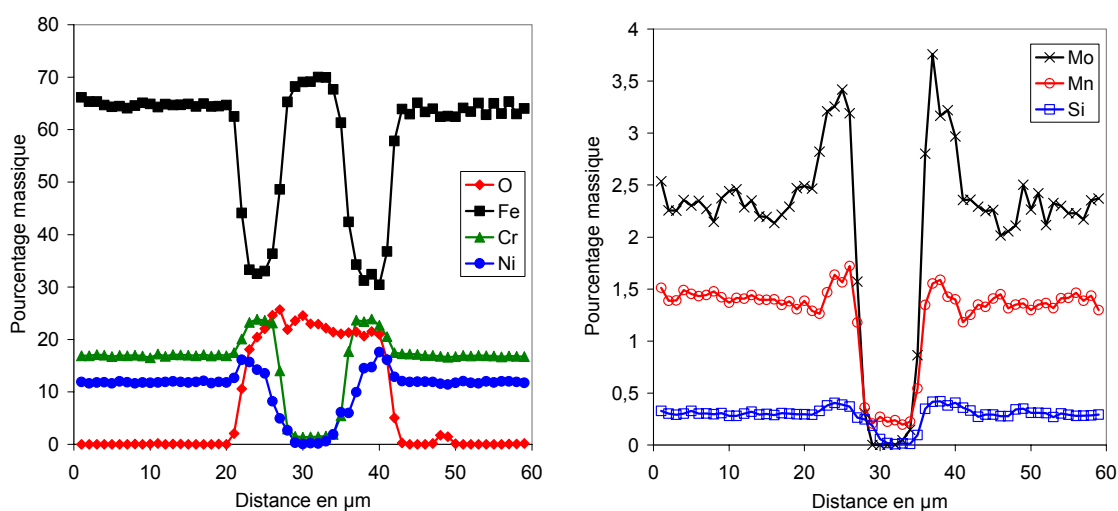 80
70
60
50
40
30
20
10
0
Pourcentage massique
0 10 20 30 40 50 60
Distance en µm
O
Fe
Cr
Ni
4
3,5
3
2,5
2
1,5
1
0,5
0
Pourcentage massique
0 10 20 30 40 50 60
Distance en µm
Mo
Mn
Si